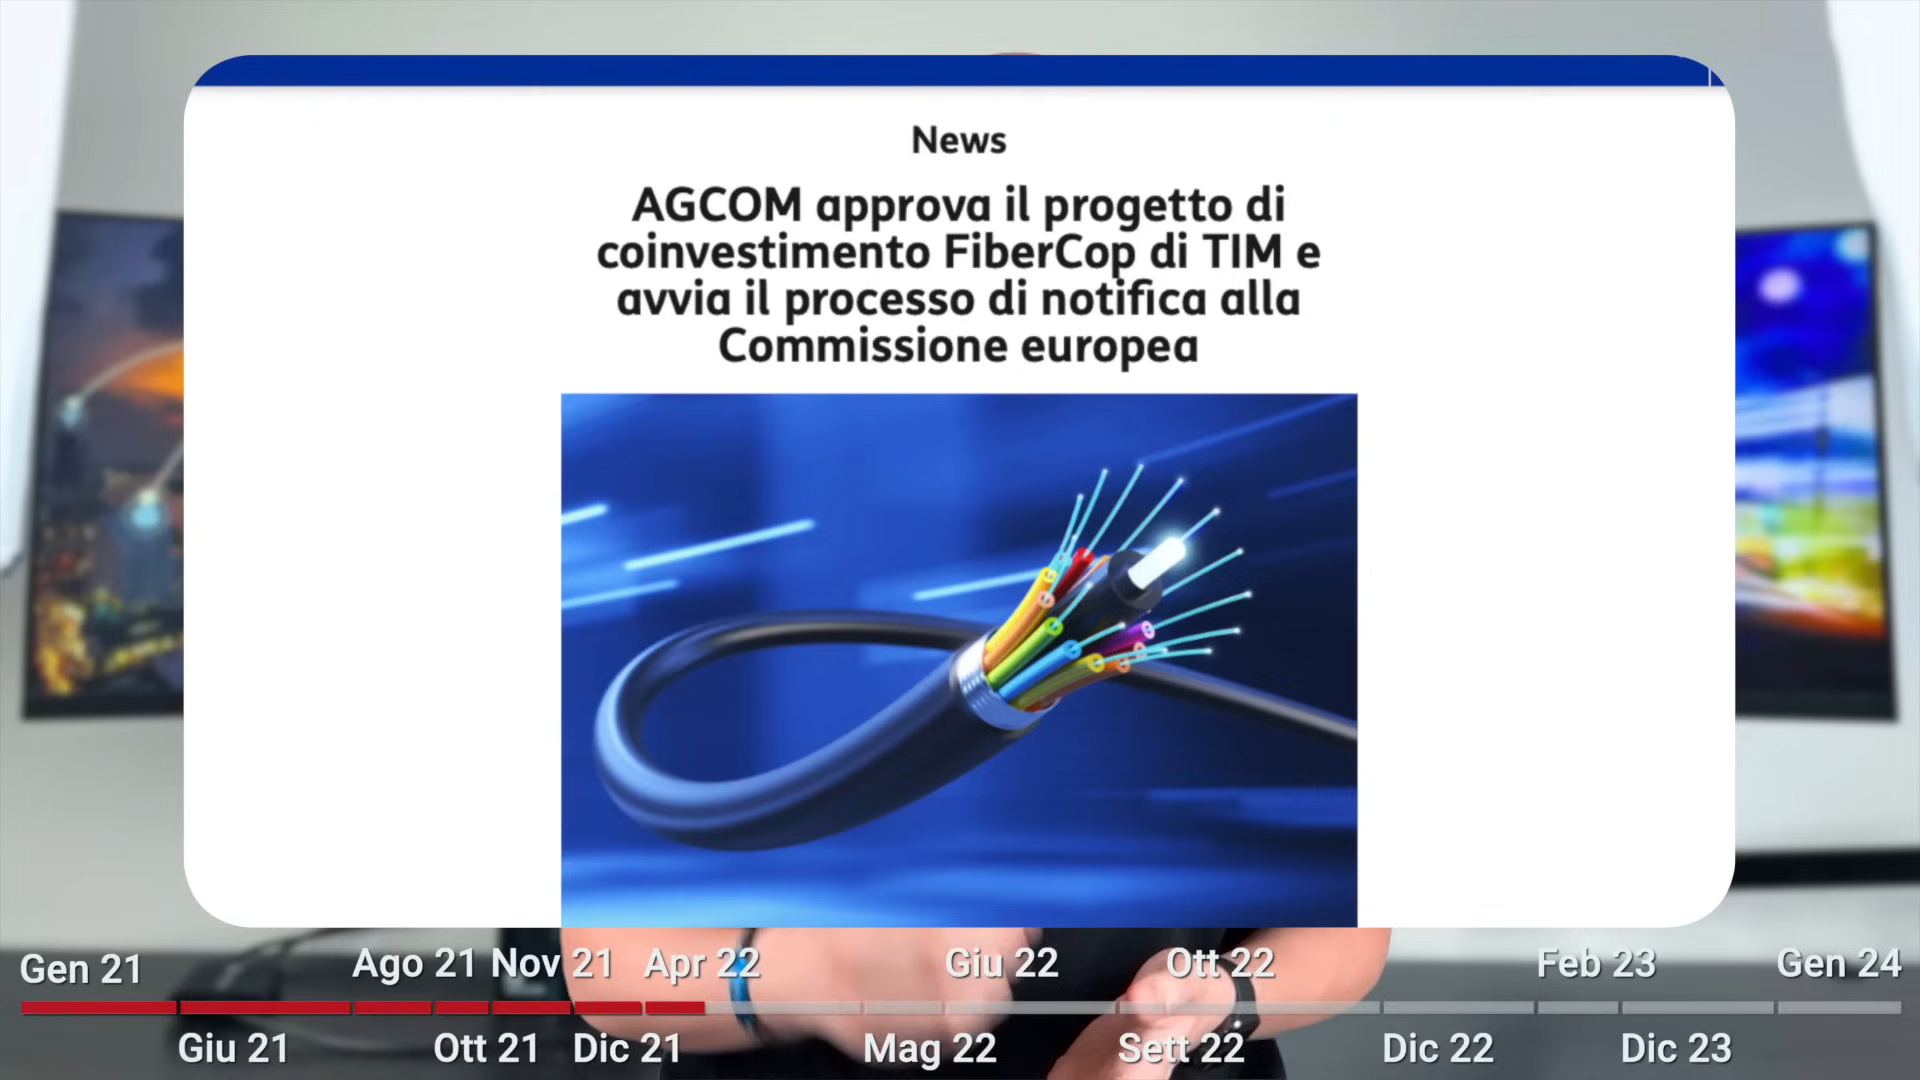 News
AGCOM approva il progetto di
coinvestimento FiberCop di TIM e
avvia il processo di notifica alla
Commissione europea
Gen 21
Ago 21
Nov 21
Apr 22
Giu 22
Ott 22
Feb 23
Gen 24
Giu 21
Ott 21
Dic 21
Mag 22
Sett 22
Dic 22
Dic 23